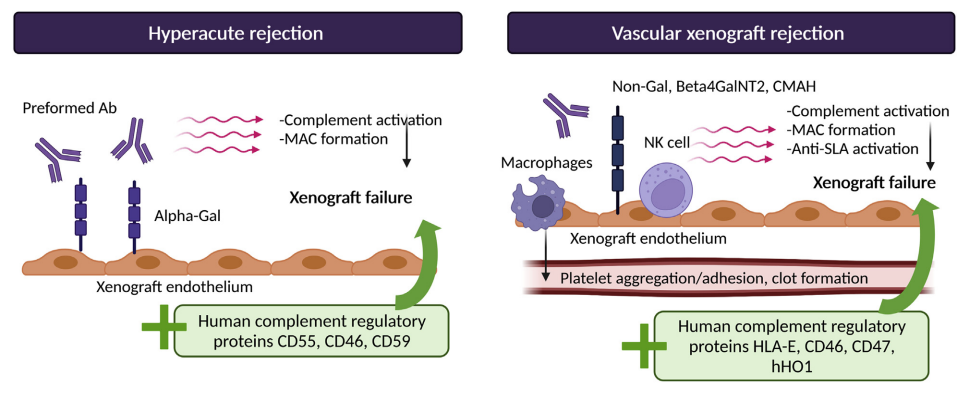 Hyperacute rejection
Preformed Ab
-Complement activation
-MAC formation
Xenograft failure
Alpha-Gal
Xenograft endothelium
Human complement regulatory
proteins CD55, CD46, CD59
Vascular xenograft rejection
Non-Gal, Beta4GalNT2, CMAH
-Complement activation
-MAC formation
-Anti-SLA activation
NK cell
Macrophages
Xenograft failure
Xenograft endothelium
Platelet aggregation/adhesion, clot formation
Human complement regulatory
proteins HLA-E, CD46, CD47,
hHO1